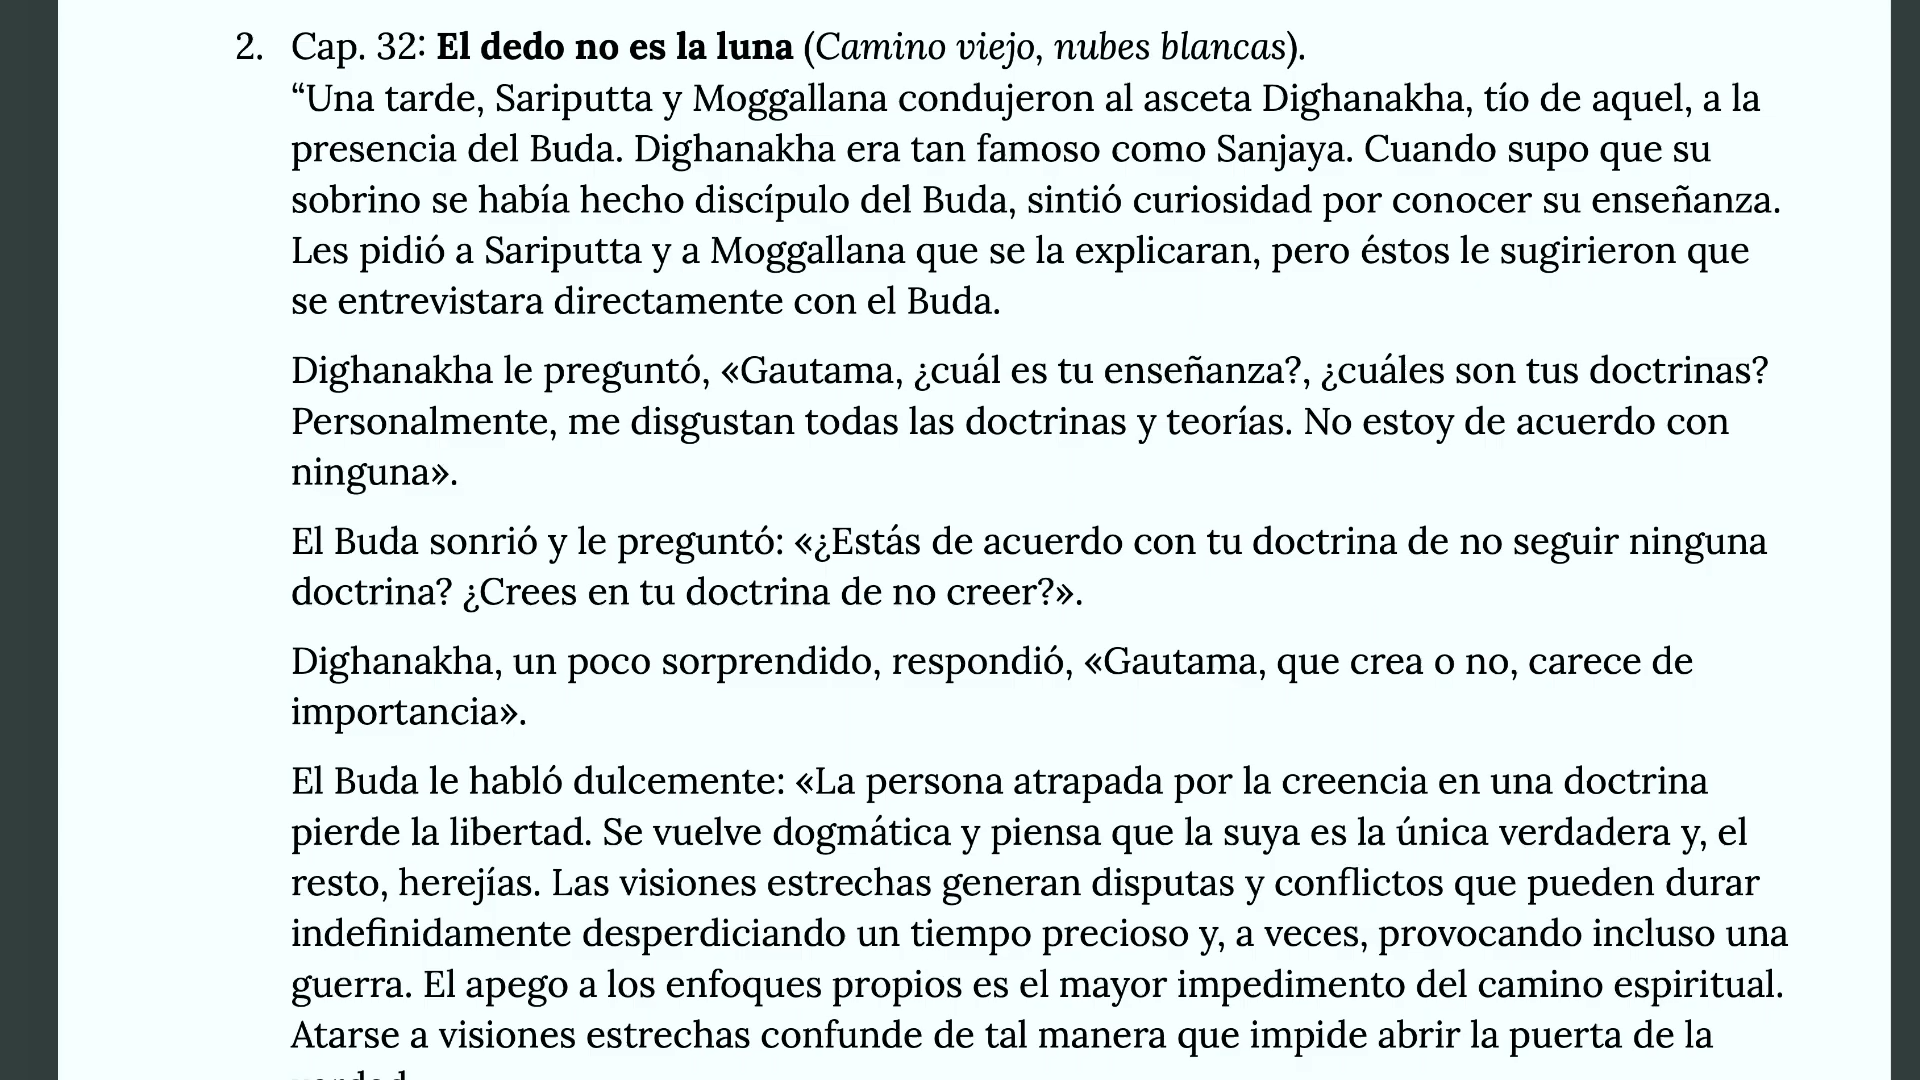 2. Cap. 32: El dedo no es la luna (Camino viejo, nubes blancas).
“Una tarde, Sariputta y Moggallana condujeron al asceta Dighanakha, tío de aquel, a la
presencia del Buda. Dighanakha era tan famoso como Sanjaya. Cuando supo que su
sobrino se había hecho discípulo del Buda, sintió curiosidad por conocer su enseñanza.
Les pidió a Sariputta y a Moggallana que se la explicaran, pero éstos le sugirieron que
se entrevistara directamente con el Buda.
Dighanakha le preguntó, «Gautama, ¿cuál es tu enseñanza?, ¿cuáles son tus doctrinas?
Personalmente, me disgustan todas las doctrinas y teorías. No estoy de acuerdo con
ninguna».
El Buda sonrió y le preguntó: «¿Estás de acuerdo con tu doctrina de no seguir ninguna
doctrina? ¿Crees en tu doctrina de no creer?».
Dighanakha, un poco sorprendido, respondió, «Gautama, que crea o no, carece de
importancia».
El Buda le habló dulcemente: «La persona atrapada por la creencia en una doctrina
pierde la libertad. Se vuelve dogmática y piensa que la suya es la única verdadera y, el
resto, herejías. Las visiones estrechas generan disputas y conflictos que pueden durar
indefinidamente desperdiciando un tiempo precioso y, a veces, provocando incluso una
guerra. El apego a los enfoques propios es el mayor impedimento del camino espiritual.
Atarse a visiones estrechas confunde de tal manera que impide abrir la puerta de la